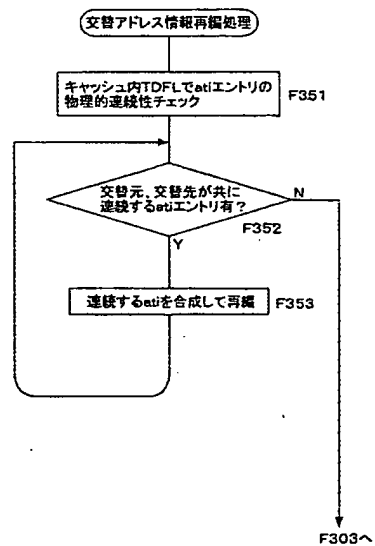 交替アドレス情報再編処理
キャッシュ内TDFLでatiエントリの
物理的連続性チェック
F351
交替元、交替先が共に
連続するatiエントリ有？
N
F352
Y
連続するatiを合成して再編
F353
F303へ